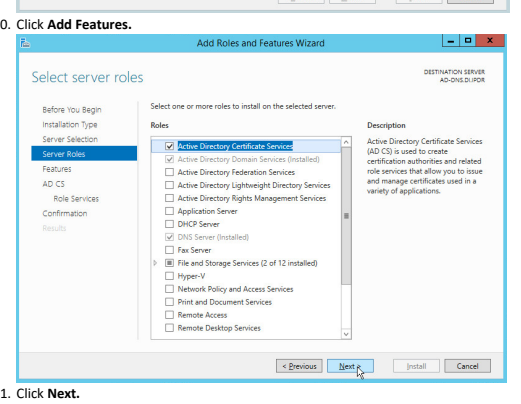 0. Click Add Features.
Add Roles and Features Wizard
Select server roles
DESTINATION SERVER
AD-DNS.DI.PDR
Before You Begin
Installation Type
Server Selection
Server Roles
Features
AD CS
Role Services
Confirmation
Results
Select one or more roles to install on the selected server.
Roles
Active Directory Certificate Services
Active Directory Domain Services (Installed)
Active Directory Federation Services
Active Directory Lightweight Directory Services
Active Directory Rights Management Services
Application Server
DHCP Server
DNS Server (Installed)
Fax Server
File and Storage Services (2 of 12 installed)
Hyper-V
Network Policy and Access Services
Print and Document Services
Remote Access
Remote Desktop Services
Description
Active Directory Certificate Services
(AD CS) is used to create
certification authorities and related
role services that allow you to issue
and manage certificates used in a
variety of applications.
< Previous
Next >
Install
Cancel
1. Click Next.